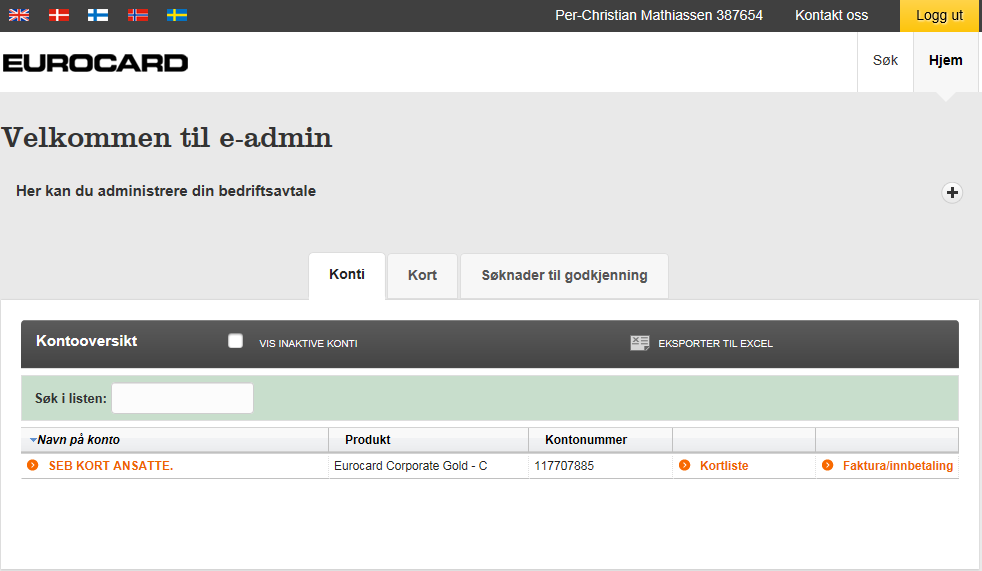 Per-Christian Mathiassen 387654 Kontakt oss Logg ut
EUROCARD
Søk Hjem
Velkommen til e-admin
Her kan du administrere din bedriftsavtale
Konti Kort Søknader til godkjenning
Kontooversikt VIS INAKTIVE KONTI EKSPORTER TIL EXCEL
Søk i listen:
Navn på konto Produkt Kontonummer
SEB KORT ANSATTE. Eurocard Corporate Gold - C 117707885 Kortliste Faktura/innbetaling